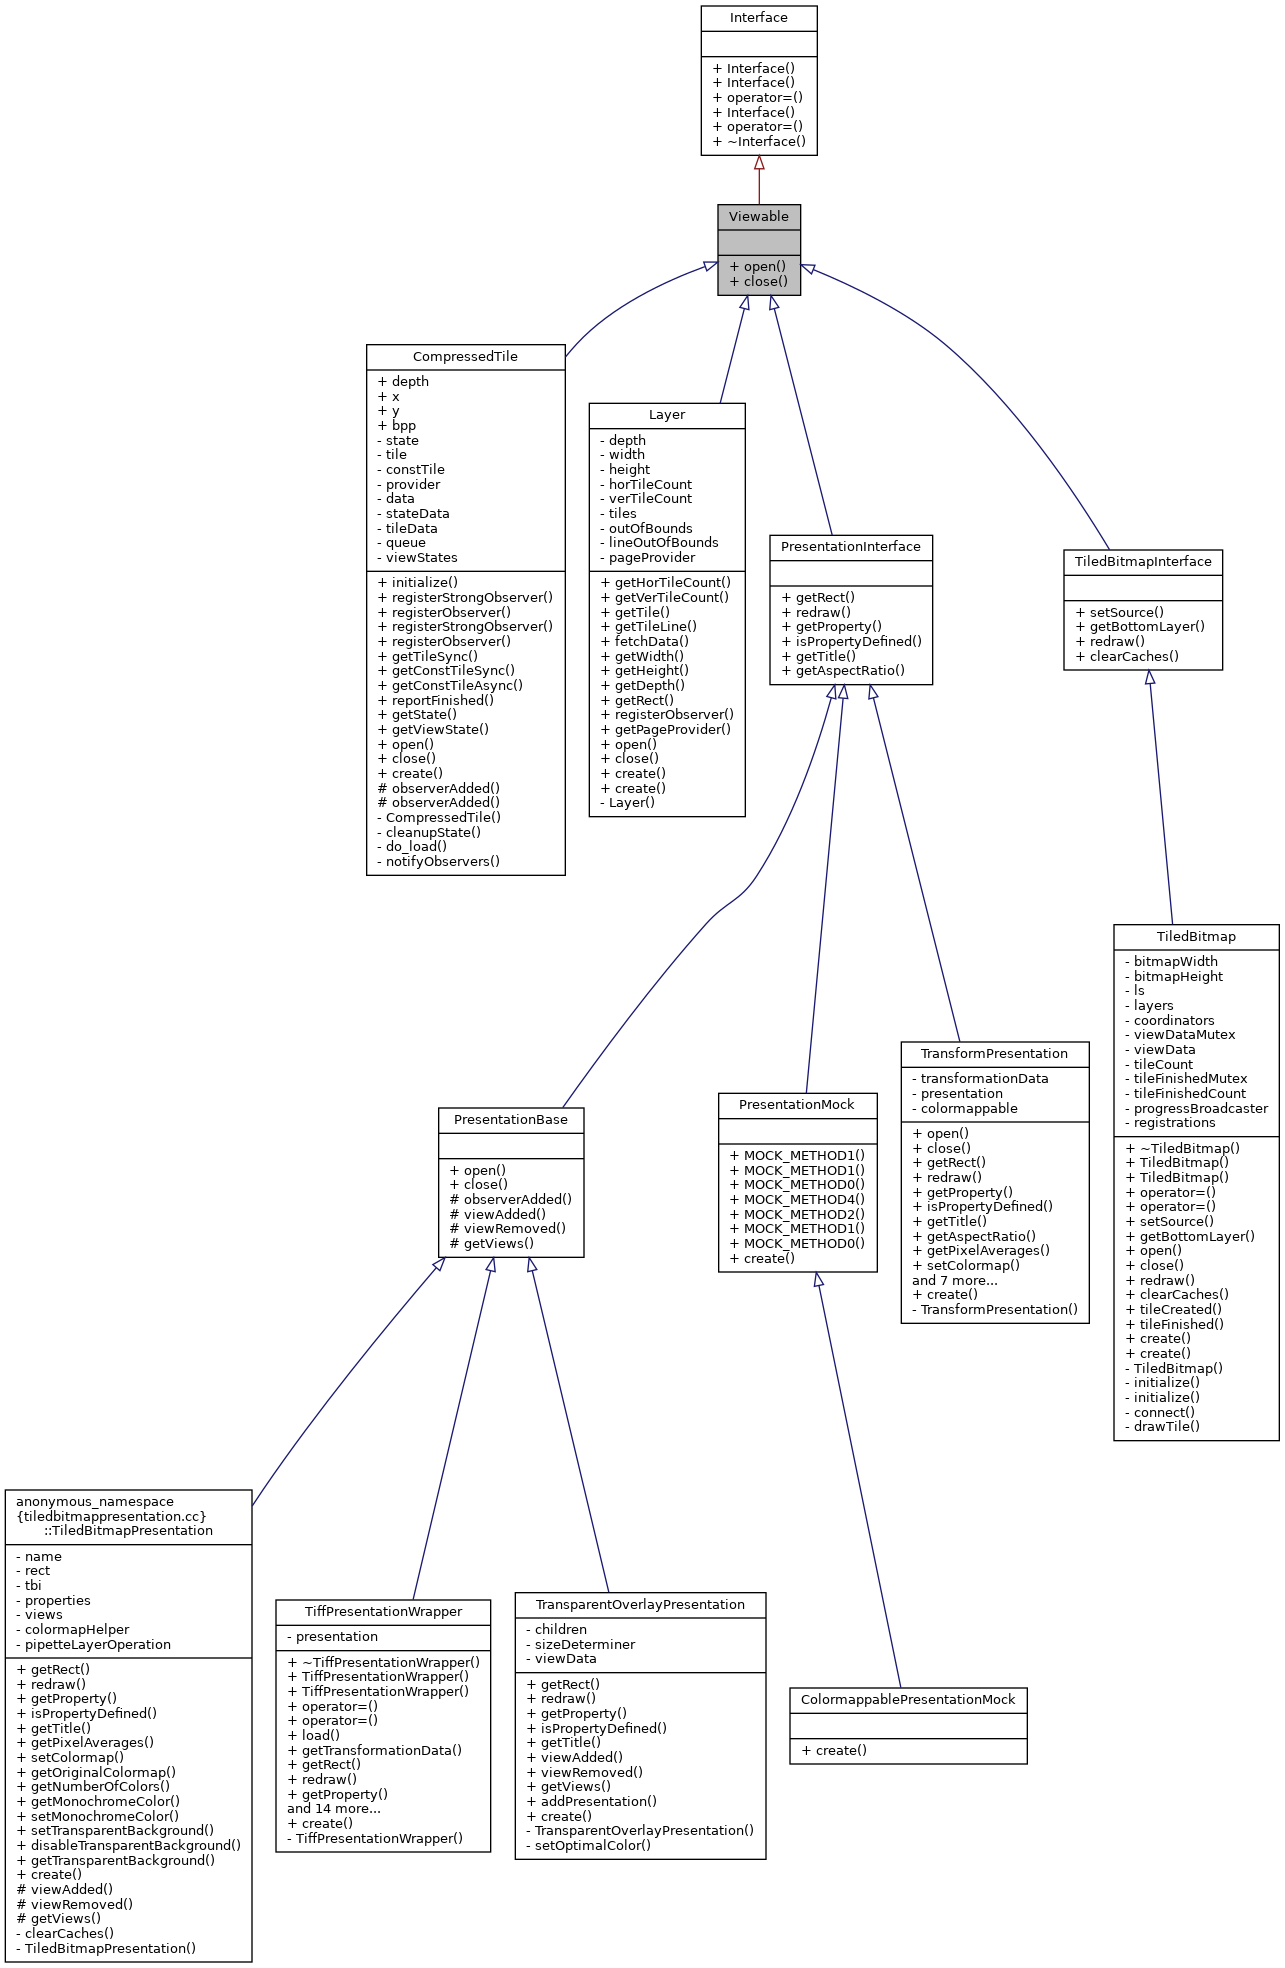 Interface
+ Interface()
+ Interface()
+ operator=()
+ Interface()
+ operator=()
+ ~Interface()
Viewable
+ open()
+ close()
CompressedTile
+ depth
+ x
+ y
+ bpp
- state
- tile
- constTile
- provider
- data
- stateData
- tileData
- queue
- viewStates
+ initialize()
+ registerStrongObserver()
+ registerObserver()
+ registerStrongObserver()
+ registerObserver()
+ getTileSync()
+ getConstTileSync()
+ getConstTileAsync()
+ reportFinished()
+ getState()
+ getViewState()
+ open()
+ close()
+ create()
# observerAdded()
# observerAdded()
- CompressedTile()
- cleanupState()
- do_load()
- notifyObservers()
Layer
- depth
- width
- height
- horTileCount
- verTileCount
- tiles
- outOfBounds
- lineOutOfBounds
- pageProvider
+ getHorTileCount()
+ getVerTileCount()
+ getTile()
+ getTileLine()
+ fetchData()
+ getWidth()
+ getHeight()
+ getDepth()
+ getRect()
+ registerObserver()
+ getPageProvider()
+ open()
+ close()
+ create()
+ create()
- Layer()
PresentationInterface
+ getRect()
+ redraw()
+ getProperty()
+ isPropertyDefined()
+ getTitle()
+ getAspectRatio()
TiledBitmapInterface
+ setSource()
+ getBottomLayer()
+ redraw()
+ clearCaches()
TiledBitmap
- bitmapWidth
- bitmapHeight
- ls
- layers
- coordinators
- viewDataMutex
- viewData
- tileCount
- tileFinishedMutex
- tileFinishedCount
- progressBroadcaster
- registrations
+ ~TiledBitmap()
+ TiledBitmap()
+ TiledBitmap()
+ operator=()
+ operator=()
+ setSource()
+ getBottomLayer()
+ open()
+ close()
+ redraw()
+ clearCaches()
+ tileCreated()
+ tileFinished()
+ create()
+ create()
- TiledBitmap()
- initialize()
- initialize()
- connect()
- drawTile()
PresentationBase
+ open()
+ close()
# observerAdded()
# viewAdded()
# viewRemoved()
# getViews()
PresentationMock
+ MOCK_METHOD1()
+ MOCK_METHOD1()
+ MOCK_METHOD0()
+ MOCK_METHOD4()
+ MOCK_METHOD2()
+ MOCK_METHOD1()
+ MOCK_METHOD0()
+ create()
TransformPresentation
- transformationData
- presentation
- colormappable
+ open()
+ close()
+ getRect()
+ redraw()
+ getProperty()
+ isPropertyDefined()
+ getTitle()
+ getAspectRatio()
+ getPixelAverages()
+ setColormap()
and 7 more...
+ create()
- TransformPresentation()
anonymous_namespace
{tiledbitmappresentation.cc}
::TiledBitmapPresentation
- name
- rect
- tbi
- properties
- views
- colormapHelper
- pipetteLayerOperation
+ getRect()
+ redraw()
+ getProperty()
+ isPropertyDefined()
+ getTitle()
+ getPixelAverages()
+ setColormap()
+ getOriginalColormap()
+ getNumberOfColors()
+ getMonochromeColor()
+ setMonochromeColor()
+ setTransparentBackground()
+ disableTransparentBackground()
+ getTransparentBackground()
+ create()
# viewAdded()
# viewRemoved()
# getViews()
- clearCaches()
- TiledBitmapPresentation()
TiffPresentationWrapper
- presentation
+ ~TiffPresentationWrapper()
+ TiffPresentationWrapper()
+ TiffPresentationWrapper()
+ operator=()
+ operator=()
+ load()
+ getTransformationData()
+ getRect()
+ redraw()
+ getProperty()
and 14 more...
+ create()
- TiffPresentationWrapper()
TransparentOverlayPresentation
- children
- sizeDeterminer
- viewData
+ getRect()
+ redraw()
+ getProperty()
+ isPropertyDefined()
+ getTitle()
+ viewAdded()
+ viewRemoved()
+ getViews()
+ addPresentation()
+ create()
- TransparentOverlayPresentation()
- setOptimalColor()
ColormappablePresentationMock
+ create()